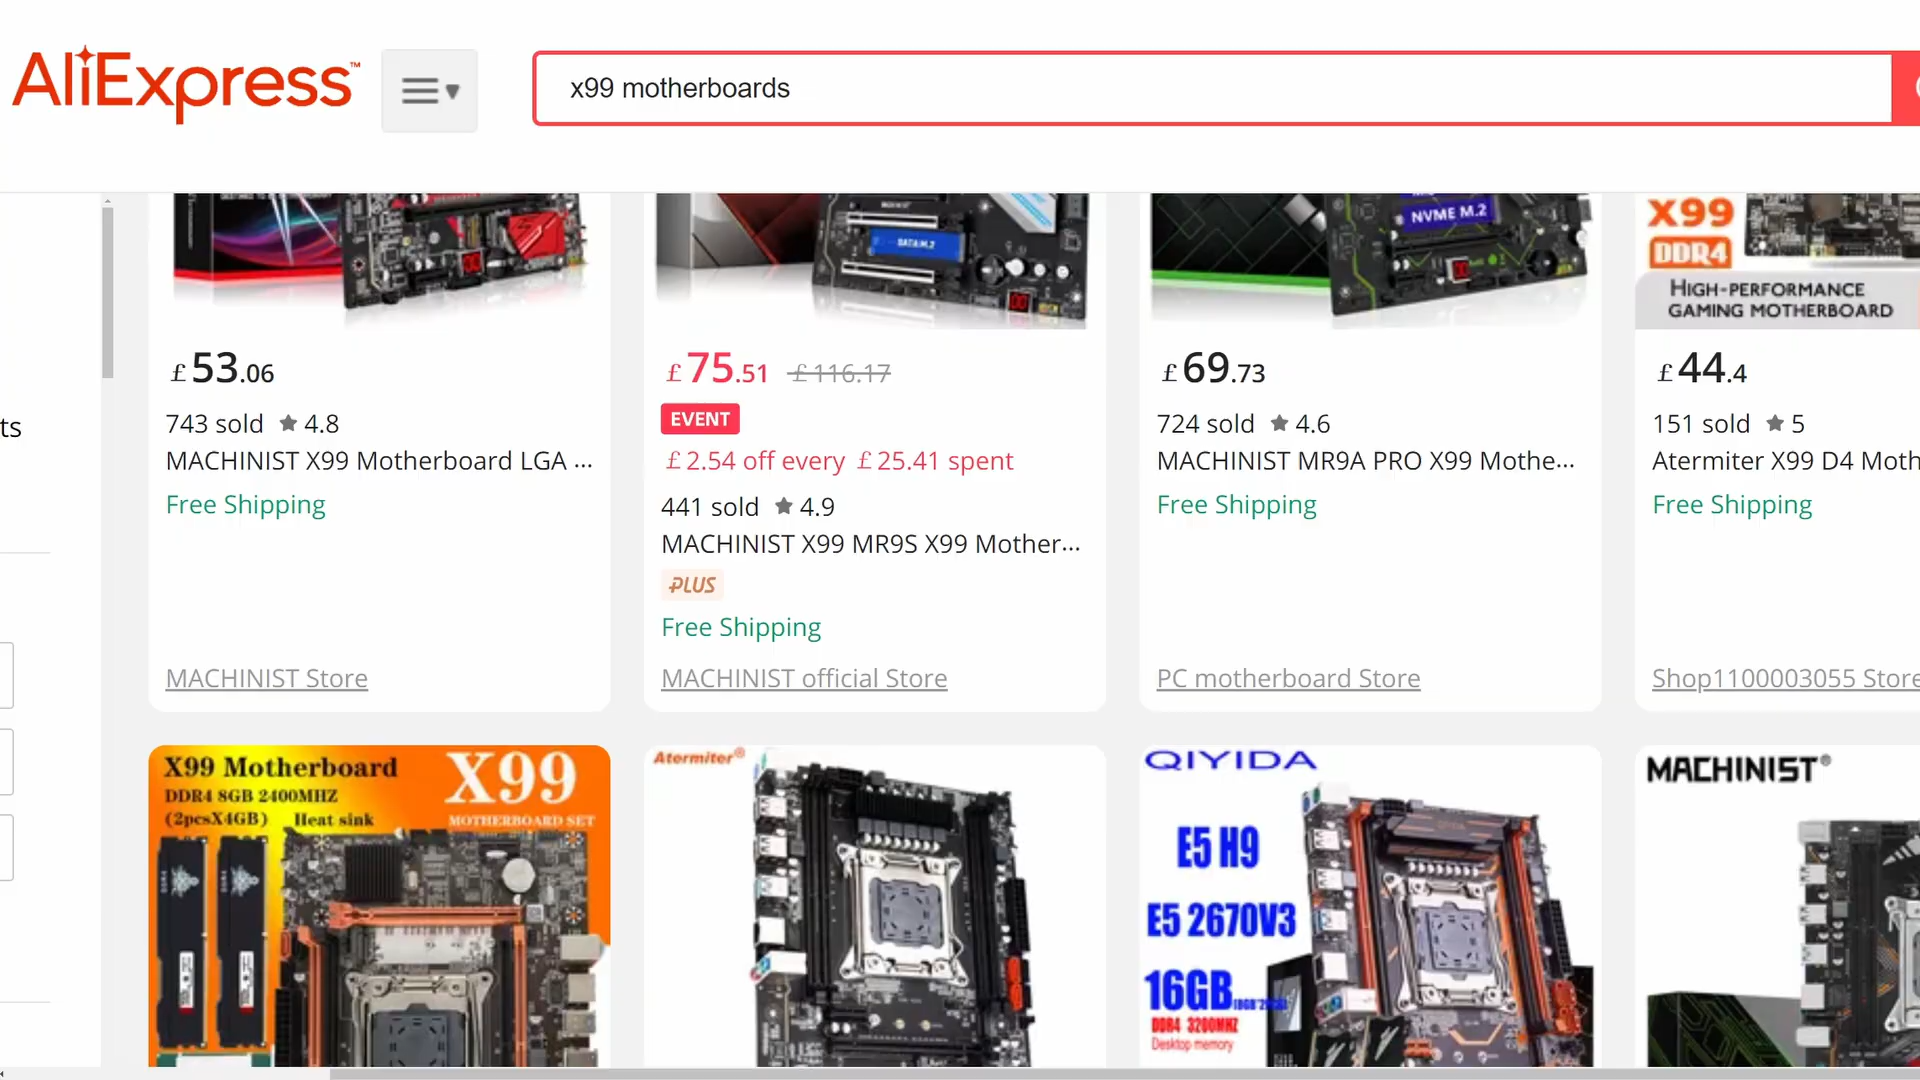 AliExpress™
x99 motherboards
ts
SATA M.2
NVME M.2
X99
DDR4
HIGH-PERFORMANCE
GAMING MOTHERBOARD
£53.06
743 sold ★ 4.8
MACHINIST X99 Motherboard LGA ...
Free Shipping
MACHINIST Store
£75.51 £116.17
EVENT
£2.54 off every £25.41 spent
441 sold ★ 4.9
MACHINIST X99 MR9S X99 Mother...
PLUS
Free Shipping
MACHINIST official Store
£69.73
724 sold ★ 4.6
MACHINIST MR9A PRO X99 Mothe...
Free Shipping
PC motherboard Store
£44.4
151 sold ★ 5
Atermiter X99 D4 Moth
Free Shipping
Shop1100003055 Store
X99 Motherboard
DDR4 8GB 2400MHZ
(2pcsX4GB) Heat sink
X99
MOTHERBOARD SET
Atermiter®
QIYIDA
E5 H9
E5 2670V3
16GB
DDR4 3200MHZ
Desktop memory
MACHINIST®